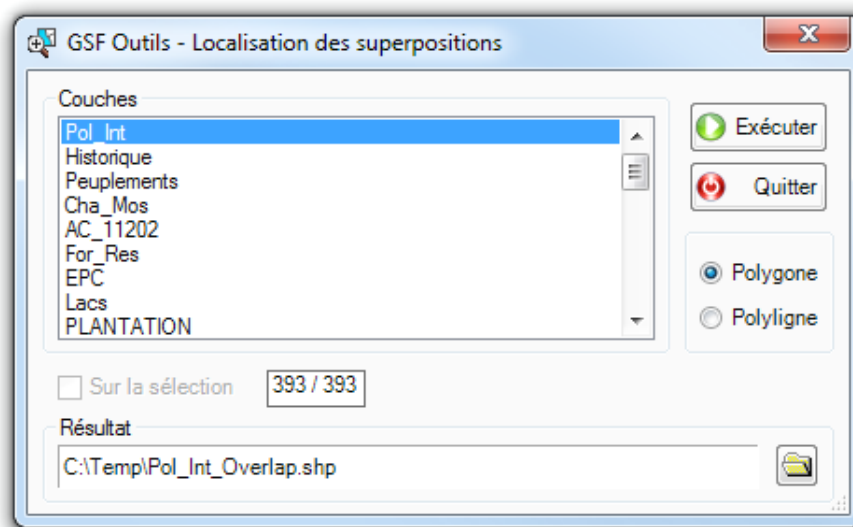 GSF Outils - Localisation des superpositions
Couches
Pol_Int
Historique
Peuplements
Cha_Mos
AC_11202
For_Res
EPC
Lacs
PLANTATION
Exécuter
Quitter
Polygone
Polyligne
Sur la sélection
393 / 393
Résultat
C:\Temp\Pol_Int_Overlap.shp